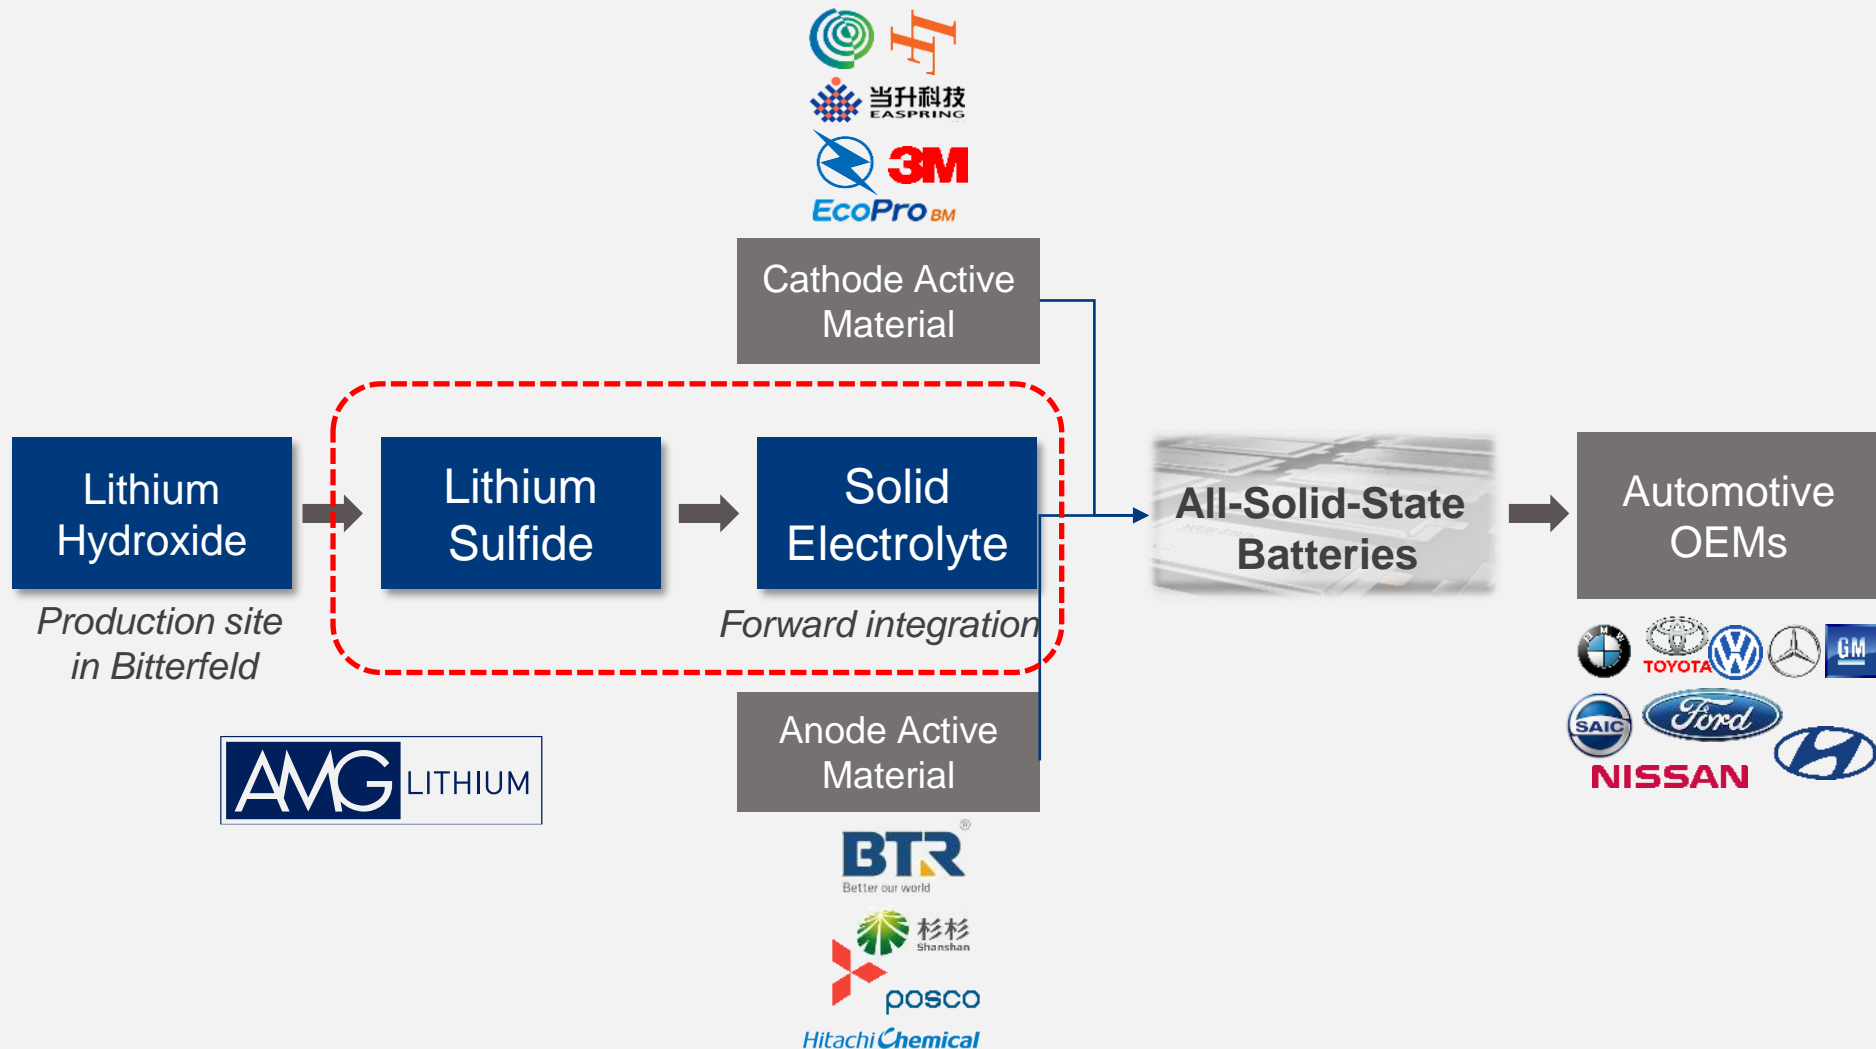 当升科技
EASPRING
3M
EcoPro BM
Cathode Active
Material
Lithium
Hydroxide
Lithium
Sulfide
Solid
Electrolyte
All-Solid-State
Batteries
Automotive
OEMs
Production site
in Bitterfeld
Forward integration
BMW
TOYOTA
GM
SAIC
Ford
NISSAN
AMG LITHIUM
Anode Active
Material
BTR®
Better our world
杉杉
Shanshan
posco
Hitachi Chemical